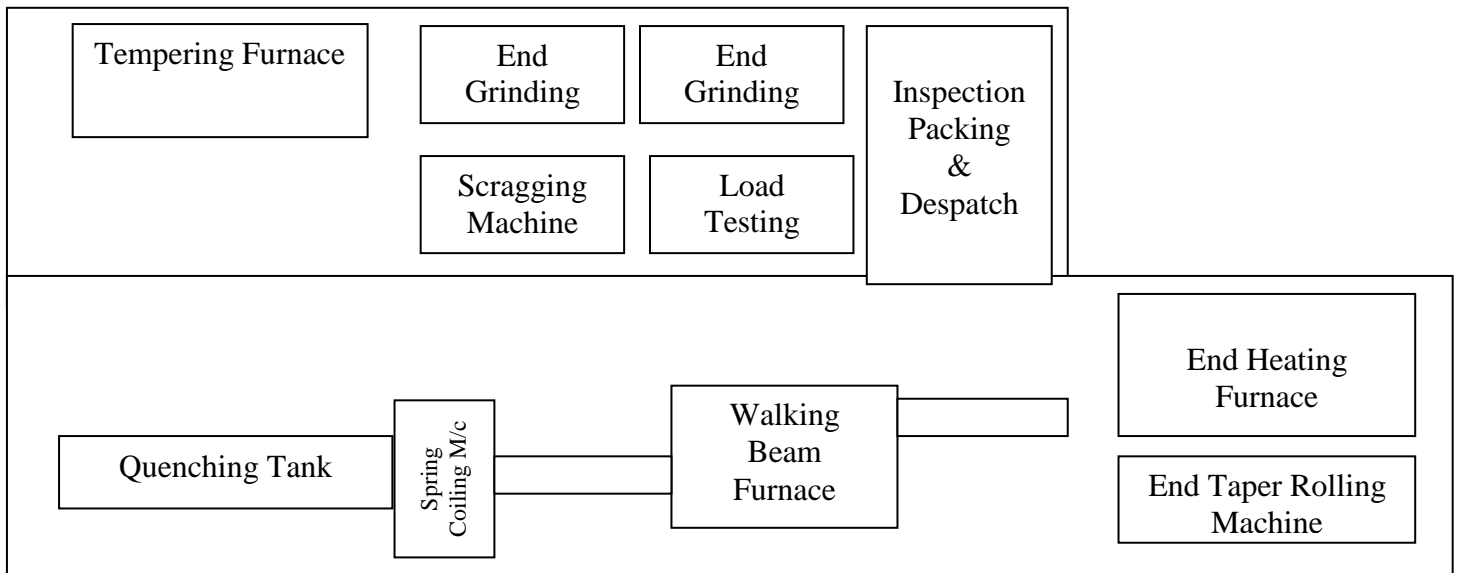 Tempering Furnace
End
Grinding
End
Grinding
Inspection
Packing
&
Despatch
Scragging
Machine
Load
Testing
End Heating
Furnace
Walking
Beam
Furnace
Spring
Coiling M/c
Quenching Tank
End Taper Rolling
Machine